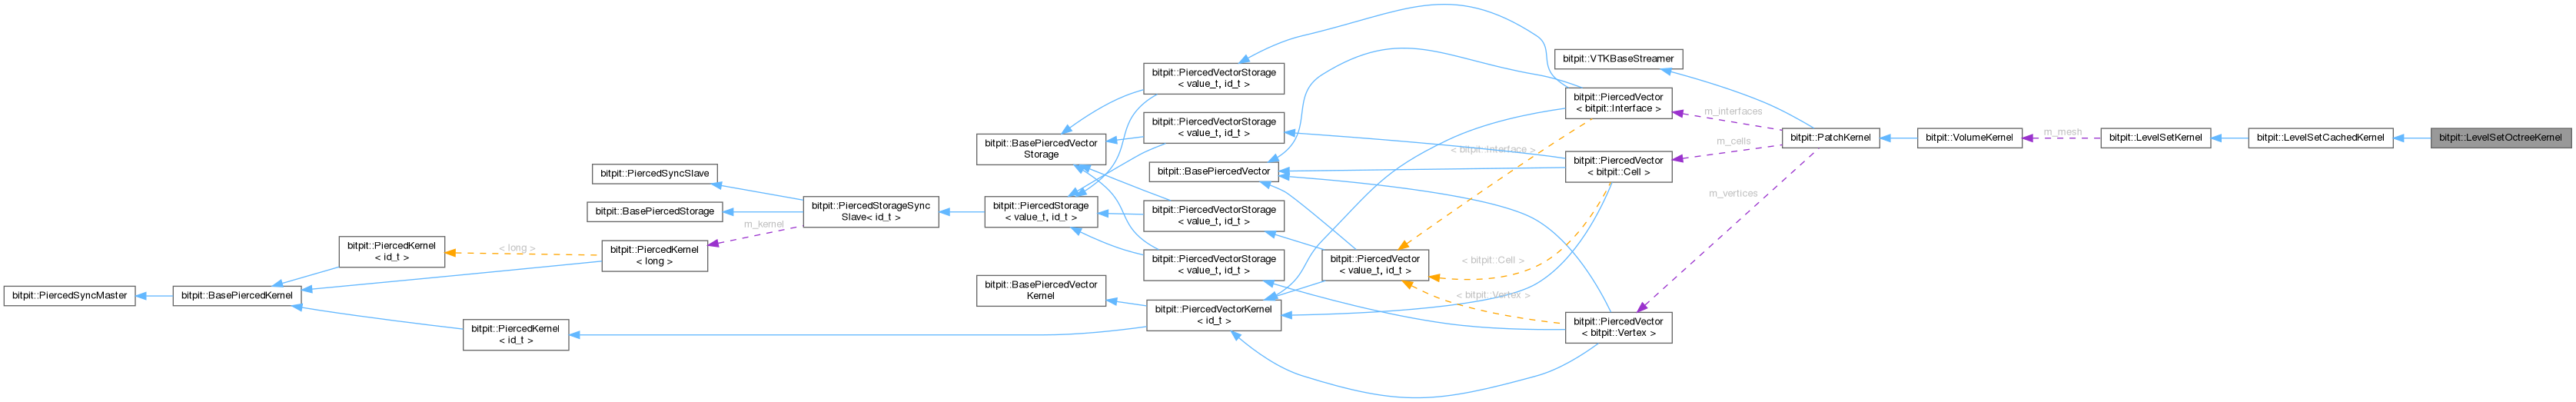 bitpit::PiercedSyncMaster
bitpit::BasePiercedKernel
bitpit::PiercedKernel
< id_t >
bitpit::PiercedKernel
< id_t >
< long >
bitpit::PiercedSyncSlave
bitpit::BasePiercedStorage
bitpit::PiercedKernel
< long >
m_kernel
bitpit::PiercedStorageSync
Slave< id_t >
bitpit::BasePiercedVector
Storage
bitpit::PiercedStorage
< value_t, id_t >
bitpit::BasePiercedVector
Kernel
bitpit::PiercedVectorStorage
< value_t, id_t >
bitpit::PiercedVectorStorage
< value_t, id_t >
bitpit::BasePiercedVector
bitpit::PiercedVectorStorage
< value_t, id_t >
bitpit::PiercedVectorStorage
< value_t, id_t >
bitpit::PiercedVectorKernel
< id_t >
bitpit::PiercedVector
< value_t, id_t >
< bitpit::Interface >
< bitpit::Cell >
< bitpit::Vertex >
bitpit::VTKBaseStreamer
bitpit::PiercedVector
< bitpit::Interface >
bitpit::PiercedVector
< bitpit::Cell >
bitpit::PiercedVector
< bitpit::Vertex >
m_interfaces
m_cells
m_vertices
bitpit::PatchKernel
bitpit::VolumeKernel
m_mesh
bitpit::LevelSetKernel
bitpit::LevelSetCachedKernel
bitpit::LevelSetOctreeKernel